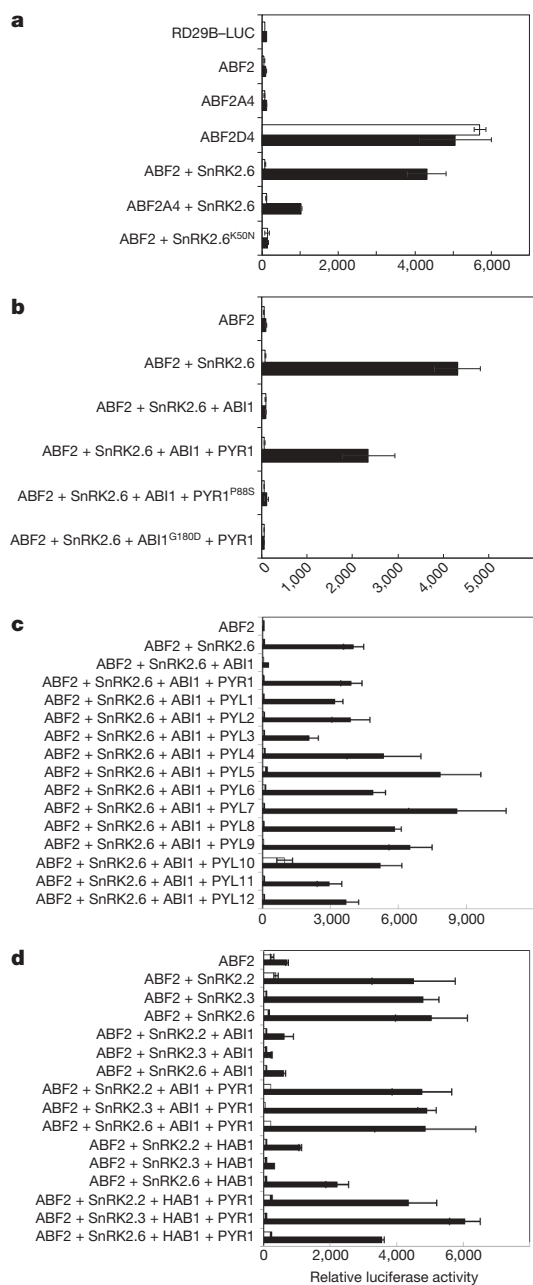 a
RD29B–LUC
ABF2
ABF2A4
ABF2D4
ABF2 + SnRK2.6
ABF2A4 + SnRK2.6
ABF2 + SnRK2.6K50N
0 2,000 4,000 6,000
b
ABF2
ABF2 + SnRK2.6
ABF2 + SnRK2.6 + ABI1
ABF2 + SnRK2.6 + ABI1 + PYR1
ABF2 + SnRK2.6 + ABI1 + PYR1P88S
ABF2 + SnRK2.6 + ABI1G180D + PYR1
0 1,000 2,000 3,000 4,000 5,000
c
ABF2
ABF2 + SnRK2.6
ABF2 + SnRK2.6 + ABI1
ABF2 + SnRK2.6 + ABI1 + PYR1
ABF2 + SnRK2.6 + ABI1 + PYL1
ABF2 + SnRK2.6 + ABI1 + PYL2
ABF2 + SnRK2.6 + ABI1 + PYL3
ABF2 + SnRK2.6 + ABI1 + PYL4
ABF2 + SnRK2.6 + ABI1 + PYL5
ABF2 + SnRK2.6 + ABI1 + PYL6
ABF2 + SnRK2.6 + ABI1 + PYL7
ABF2 + SnRK2.6 + ABI1 + PYL8
ABF2 + SnRK2.6 + ABI1 + PYL9
ABF2 + SnRK2.6 + ABI1 + PYL10
ABF2 + SnRK2.6 + ABI1 + PYL11
ABF2 + SnRK2.6 + ABI1 + PYL12
0 3,000 6,000 9,000
d
ABF2
ABF2 + SnRK2.2
ABF2 + SnRK2.3
ABF2 + SnRK2.6
ABF2 + SnRK2.2 + ABI1
ABF2 + SnRK2.3 + ABI1
ABF2 + SnRK2.6 + ABI1
ABF2 + SnRK2.2 + ABI1 + PYR1
ABF2 + SnRK2.3 + ABI1 + PYR1
ABF2 + SnRK2.6 + ABI1 + PYR1
ABF2 + SnRK2.2 + HAB1
ABF2 + SnRK2.3 + HAB1
ABF2 + SnRK2.6 + HAB1
ABF2 + SnRK2.2 + HAB1 + PYR1
ABF2 + SnRK2.3 + HAB1 + PYR1
ABF2 + SnRK2.6 + HAB1 + PYR1
0 2,000 4,000 6,000
Relative luciferase activity